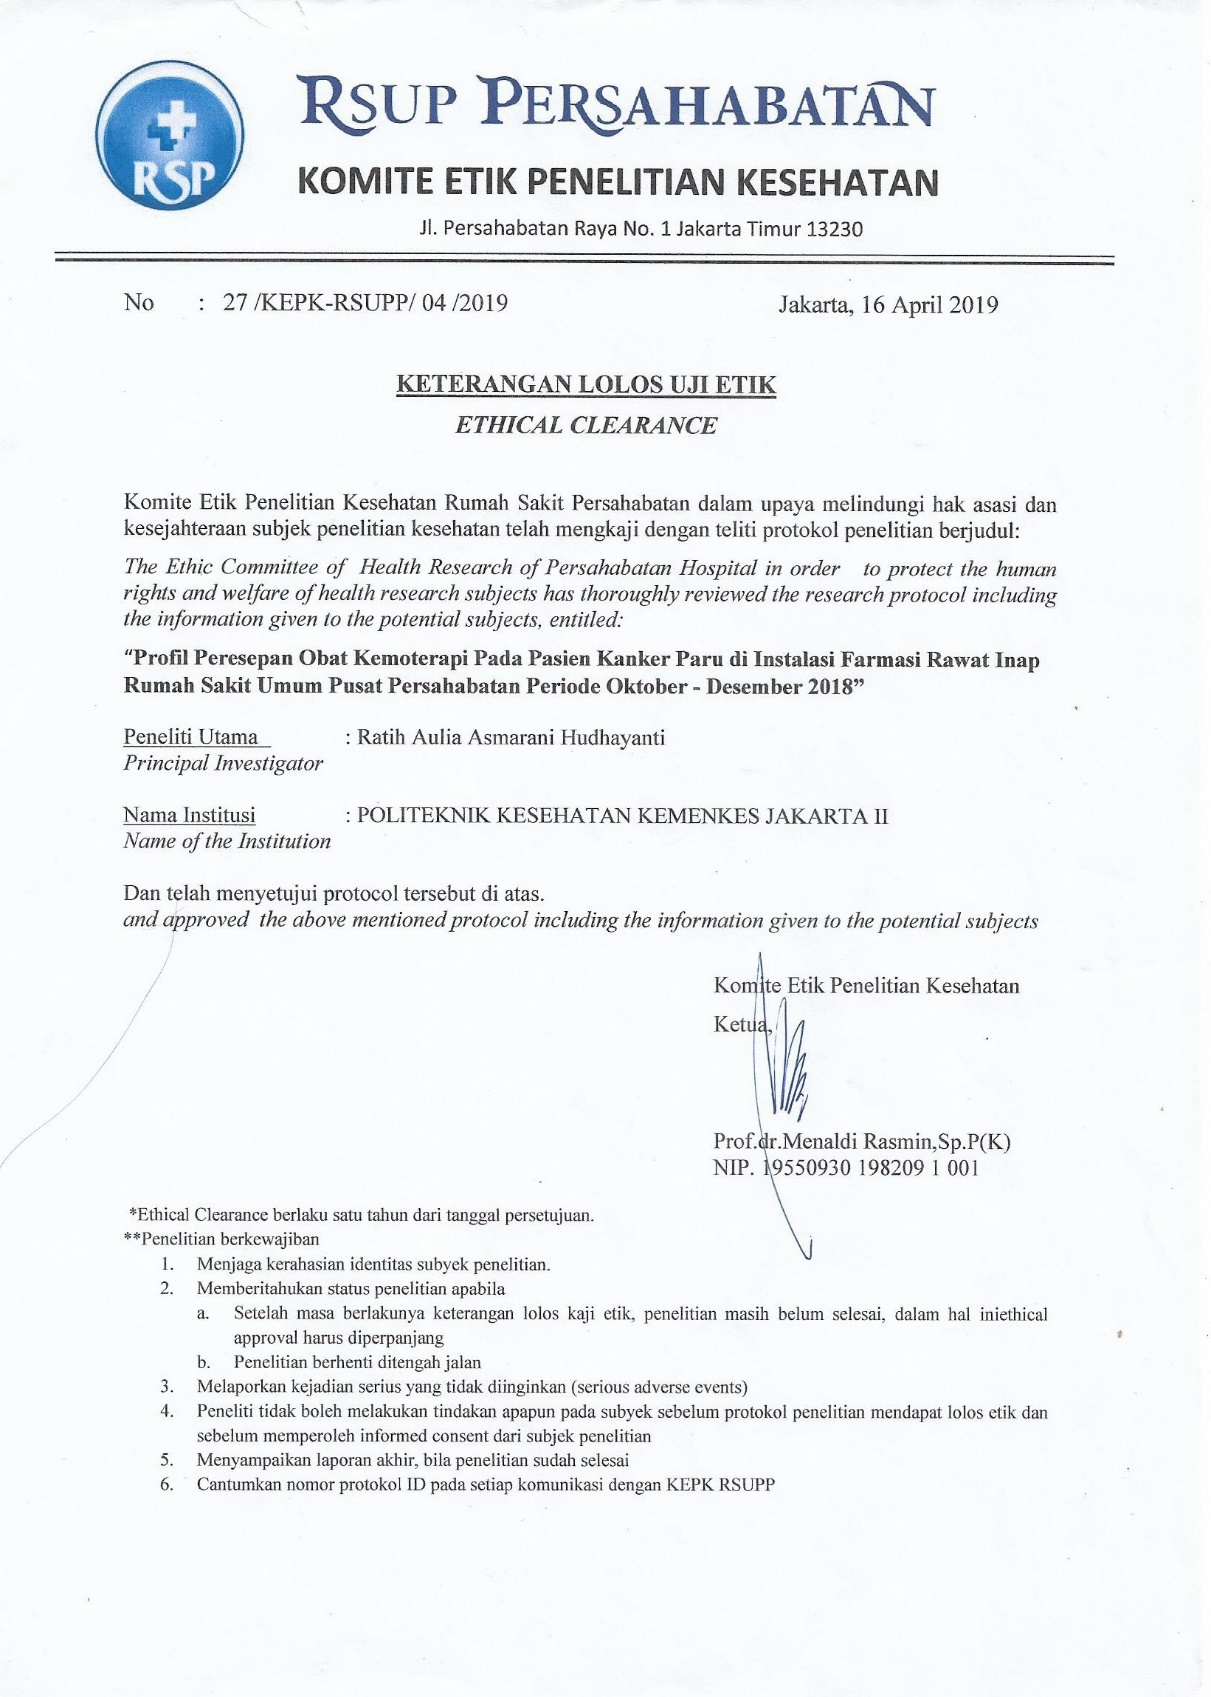 RSP
RSUP PERSAHABATAN
KOMITE ETIK PENELITIAN KESEHATAN
Jl. Persahabatan Raya No. 1 Jakarta Timur 13230
No : 27 /KEPK-RSUPP/ 04 /2019 Jakarta, 16 April 2019
KETERANGAN LOLOS UJI ETIK
ETHICAL CLEARANCE
Komite Etik Penelitian Kesehatan Rumah Sakit Persahabatan dalam upaya melindungi hak asasi dan
kesejahteraan subjek penelitian kesehatan telah mengkaji dengan teliti protokol penelitian berjudul:
The Ethic Committee of Health Research of Persahabatan Hospital in order to protect the human
rights and welfare of health research subjects has thoroughly reviewed the research protocol including
the information given to the potential subjects, entitled:
“Profil Peresepan Obat Kemoterapi Pada Pasien Kanker Paru di Instalasi Farmasi Rawat Inap
Rumah Sakit Umum Pusat Persahabatan Periode Oktober - Desember 2018”
Peneliti Utama : Ratih Aulia Asmarani Hudhayanti
Principal Investigator
Nama Institusi : POLITEKNIK KESEHATAN KEMENKES JAKARTA II
Name of the Institution
Dan telah menyetujui protocol tersebut di atas.
and approved the above mentioned protocol including the information given to the potential subjects
Komite Etik Penelitian Kesehatan
Ketua,
Prof.dr.Menaldi Rasmin,Sp.P(K)
NIP. 19550930 198209 1 001
*Ethical Clearance berlaku satu tahun dari tanggal persetujuan.
**Penelitian berkewajiban
1. Menjaga kerahasian identitas subyek penelitian.
2. Memberitahukan status penelitian apabila
a. Setelah masa berlakunya keterangan lolos kaji etik, penelitian masih belum selesai, dalam hal iniethical
approval harus diperpanjang
b. Penelitian berhenti ditengah jalan
3. Melaporkan kejadian serius yang tidak diinginkan (serious adverse events)
4. Peneliti tidak boleh melakukan tindakan apapun pada subyek sebelum protokol penelitian mendapat lolos etik dan
sebelum memperoleh informed consent dari subjek penelitian
5. Menyampaikan laporan akhir, bila penelitian sudah selesai
6. Cantumkan nomor protokol ID pada setiap komunikasi dengan KEPK RSUPP